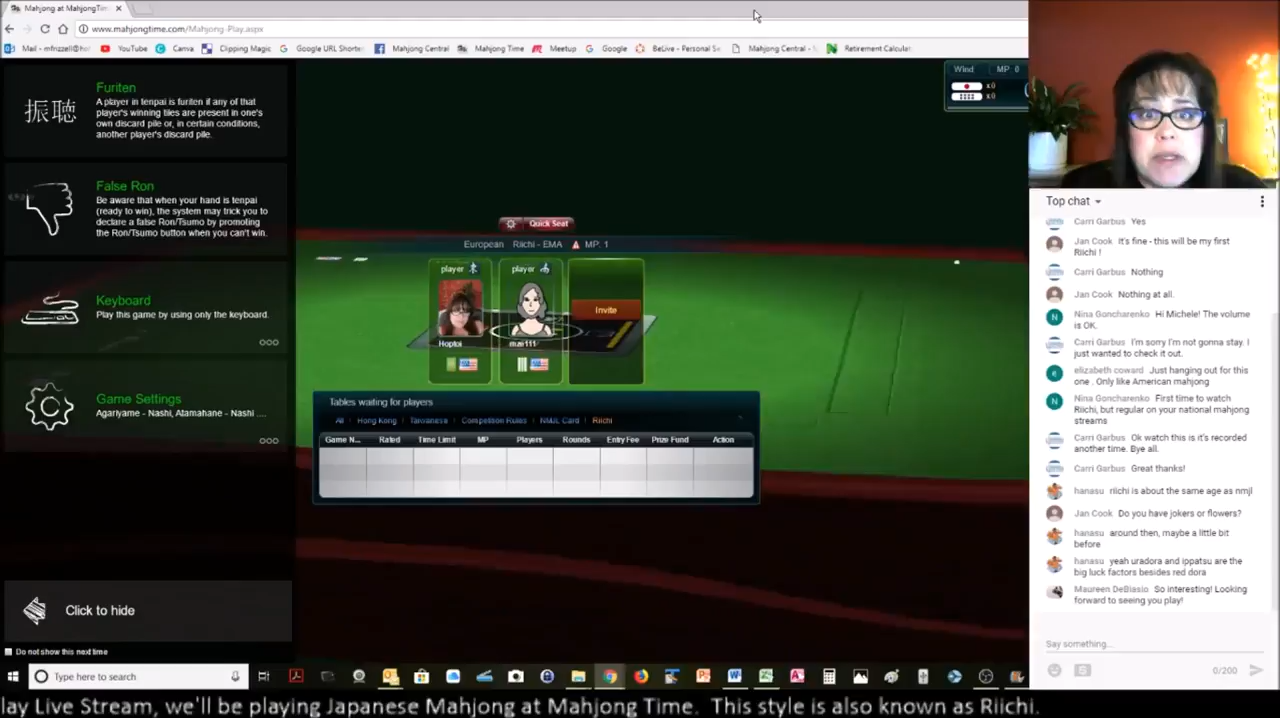 Mahjong at MahjongTim
www.mahjongtime.com/Mahjong-Play.aspx
Mail - mfrizzell@ho
YouTube
Canva
Clipping Magic
Google URL Shorte
Mahjong Central
Mahjong Time
Meetup
Google
BeLive - Personal Se
Mahjong Central -
Retirement Calculat
Furiten
振聴
A player in tenpai is furiten if any of that
player's winning tiles are present in one's
own discard pile or, in certain conditions,
another player's discard pile.
False Ron
Be aware that when your hand is tenpai
(ready to win), the system may trick you to
declare a false Ron/Tsumo by promoting
the Ron/Tsumo button when you can't win.
Keyboard
Play this game by using only the keyboard.
Game Settings
Agariyame - Nashi, Atamahane - Nashi ....
Click to hide
Do not show this next time
Wind MP: 0
x0
x0
Quick Seat
European Riichi - EMA MP: 1
player
player
Invite
Hoptoi
mua111
Tables waiting for players
All Hong Kong Taiwanese Competition Rules NMJL Card Riichi
Game N... Rated Time Limit MP Players Rounds Entry Fee Prize Fund Action
Top chat
Carri Garbus Yes
Jan Cook It's fine - this will be my first
Riichi !
Carri Garbus Nothing
Jan Cook Nothing at all.
Nina Goncharenko Hi Michele! The volume
is OK.
Carri Garbus I'm sorry I'm not gonna stay. I
just wanted to check it out.
elizabeth coward Just hanging out for this
one . Only like American mahjong
Nina Goncharenko First time to watch
Riichi, but regular on your national mahjong
streams
Carri Garbus Ok watch this is it's recorded
another time. Bye all.
Carri Garbus Great thanks!
hanasu riichi is about the same age as nmjl
Jan Cook Do you have jokers or flowers?
hanasu around then, maybe a little bit
before
hanasu yeah uradora and ippatsu are the
big luck factors besides red dora
Maureen DeBiasio So interesting! Looking
forward to seeing you play!
Say something...
0/200
Type here to search
lay Live Stream, we'll be playing Japanese Mahjong at Mahjong Time. This style is also known as Riichi.